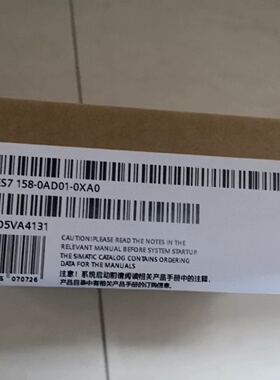 ES7 158-0AD01-0XA0
D5VA4131
CAUTION!PLEASE READ THE NOTES IN THE
RELEVANT MANUAL BEFORE SYSTEM STARTUP
THE SIMATIC CATALOG CONTAINS ORDERING
DATA FOR THE MANUALS
注意!系统启动前请阅读相关产品手册中的注释.
产品目录中有相关产品手册的订购信息.
070726